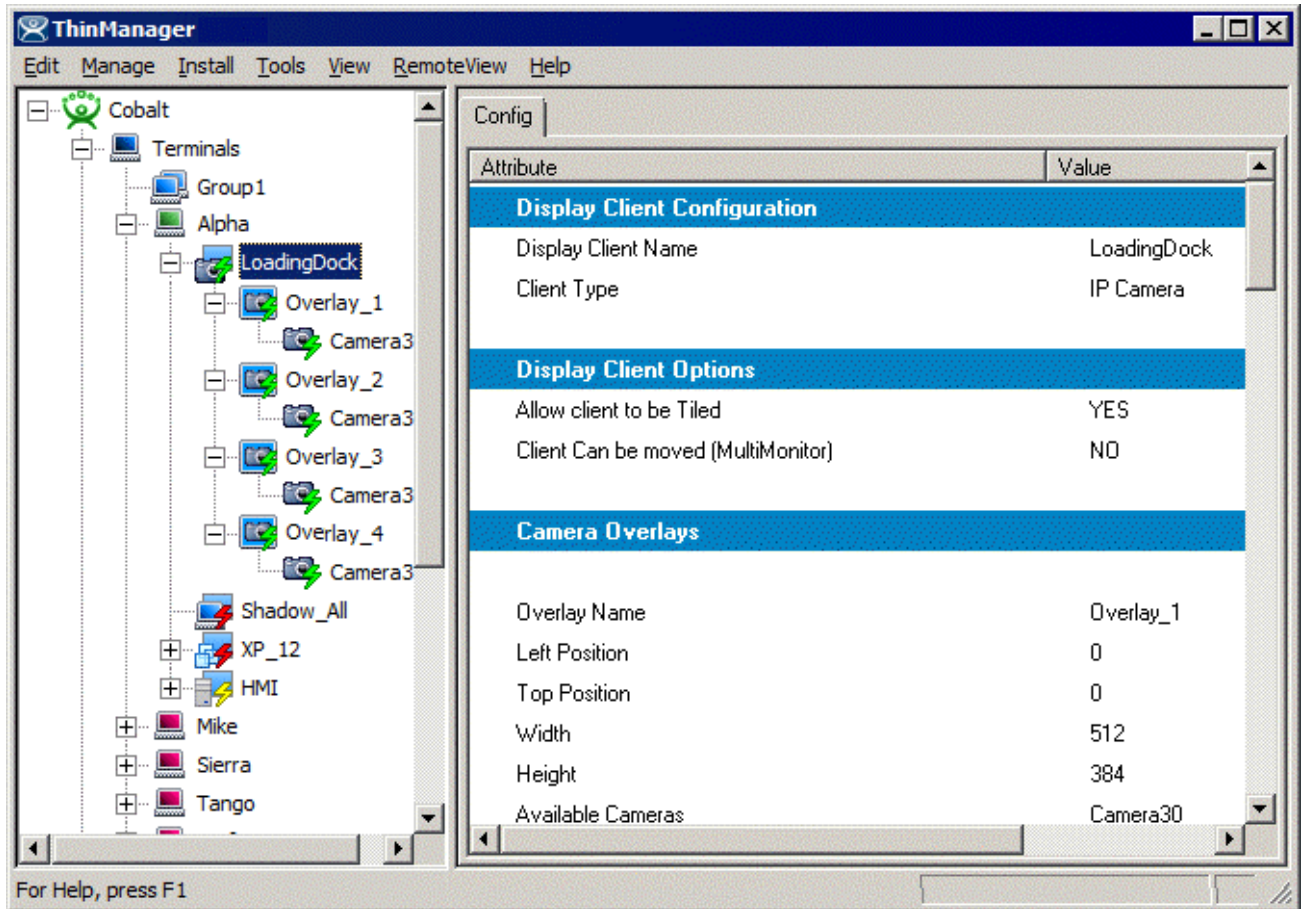 ThinManager
Edit Manage Install Tools View RemoteView Help
Cobalt
Terminals
Group1
Alpha
LoadingDock
Overlay_1
Camera3
Overlay_2
Camera3
Overlay_3
Camera3
Overlay_4
Camera3
Shadow_All
XP_12
HMI
Mike
Sierra
Tango
Config
Attribute Value
Display Client Configuration
Display Client Name LoadingDock
Client Type IP Camera
Display Client Options
Allow client to be Tiled YES
Client Can be moved (MultiMonitor) NO
Camera Overlays
Overlay Name Overlay_1
Left Position 0
Top Position 0
Width 512
Height 384
Available Cameras Camera30
For Help, press F1